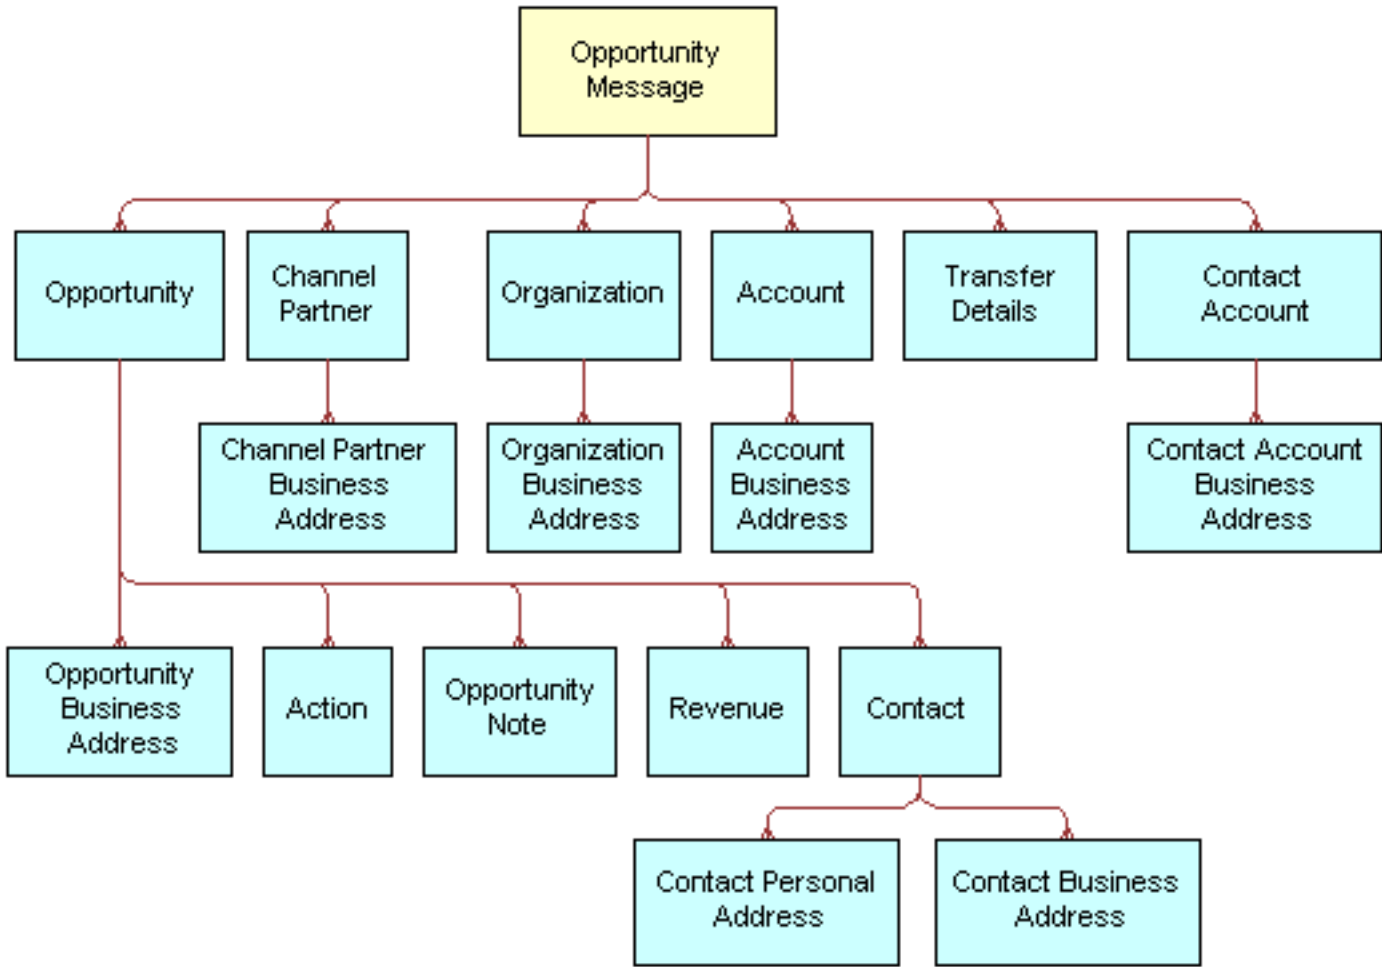 Opportunity
Message
Opportunity
Channel
Partner
Organization
Account
Transfer
Details
Contact
Account
Channel Partner
Business
Address
Organization
Business
Address
Account
Business
Address
Contact Account
Business
Address
Opportunity
Business
Address
Action
Opportunity
Note
Revenue
Contact
Contact Personal
Address
Contact Business
Address